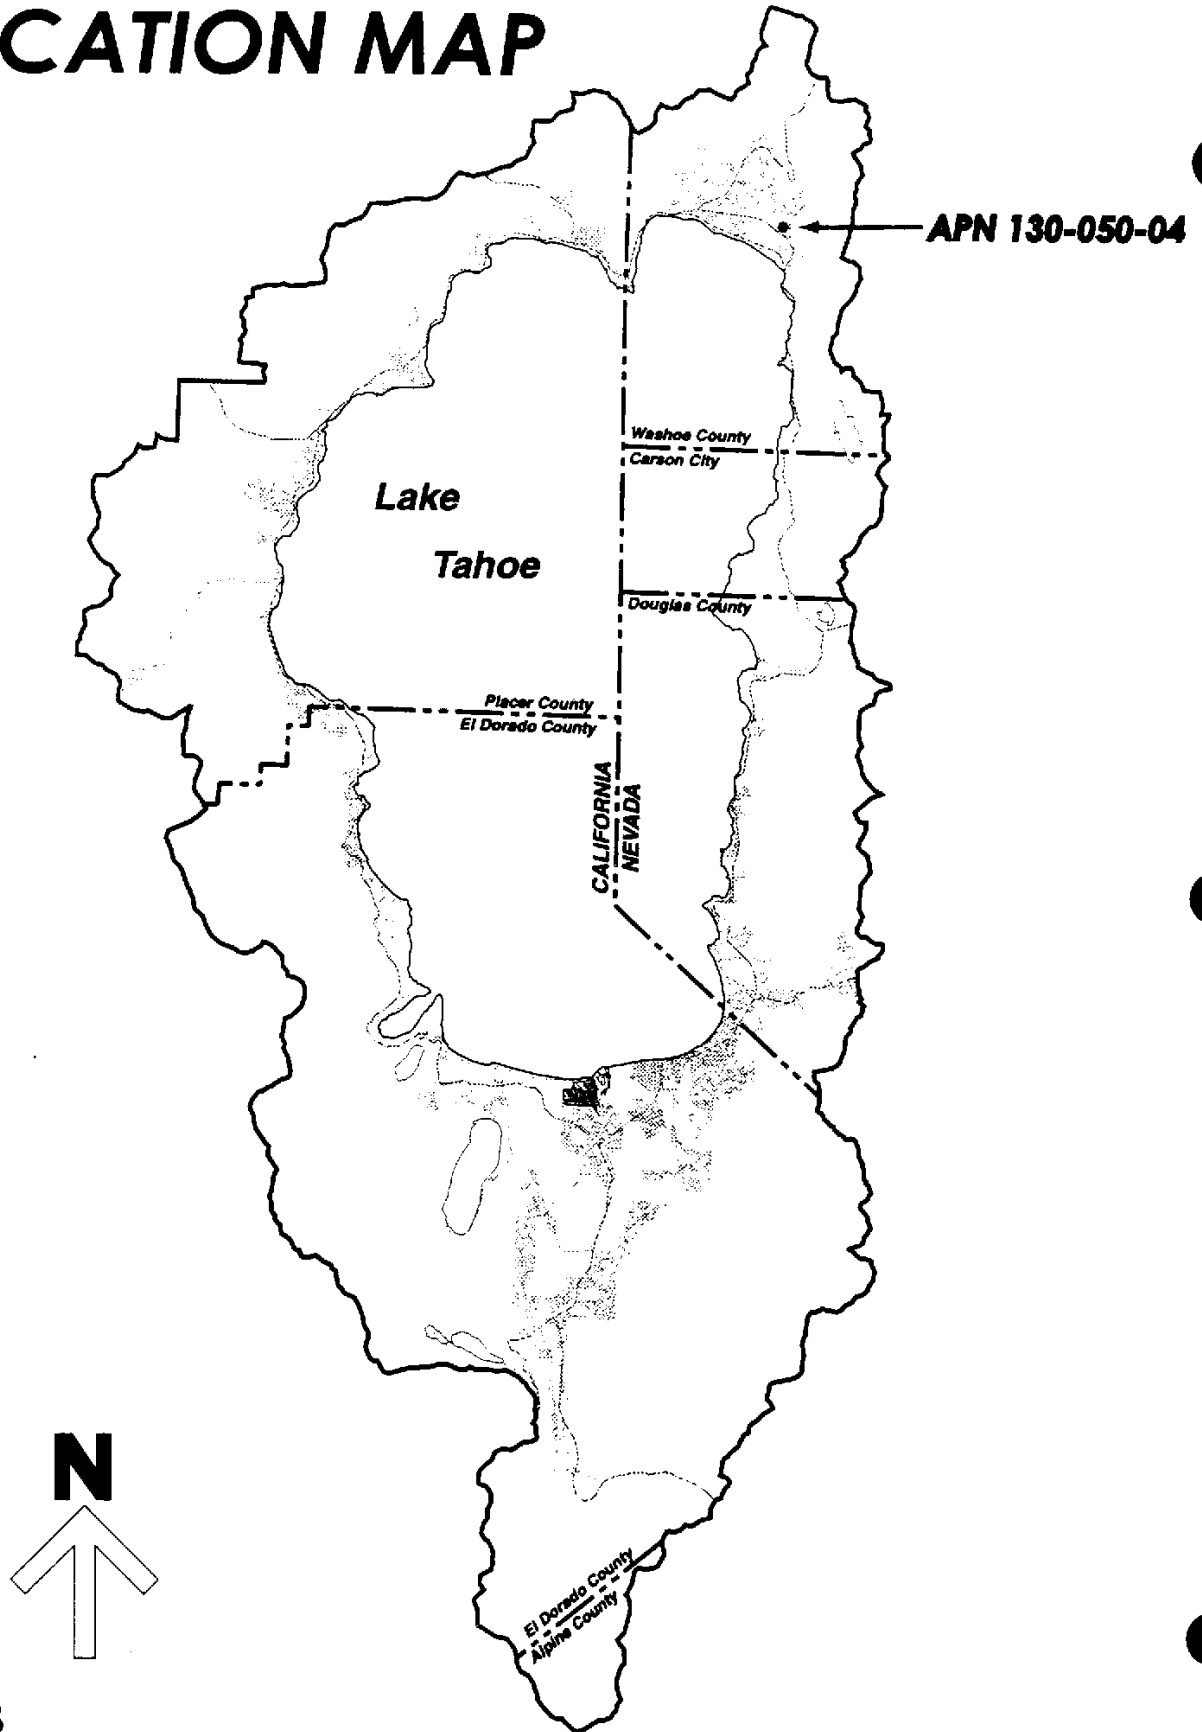 CATION MAP
APN 130-050-04
Washoe County
Carson City
Lake
Tahoe
Douglas County
Placer County
El Dorado County
CALIFORNIA
NEVADA
N
El Dorado County
Alpine County